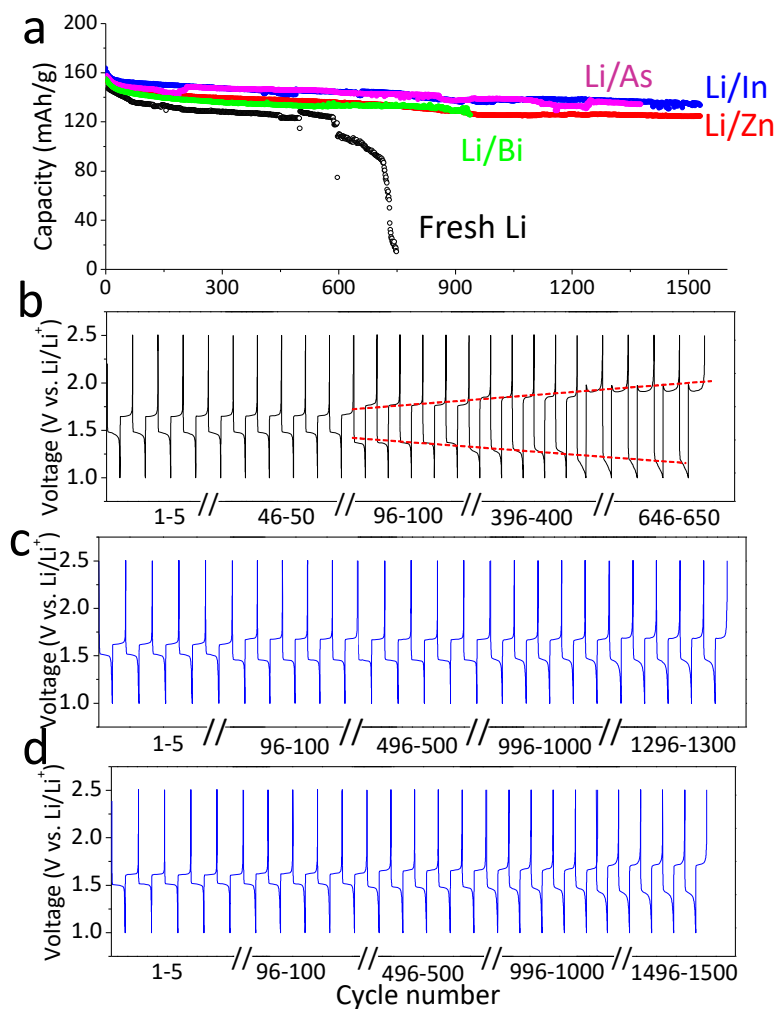 a
Capacity (mAh/g)
200
160
120
80
40
0
Li/As
Li/In
Li/Zn
Li/Bi
Fresh Li
0
300
600
900
1200
1500
b
Voltage (V vs. Li/Li⁺)
2.5
2.0
1.5
1.0
1-5 // 46-50 // 96-100 // 396-400 // 646-650
c
Voltage (V vs. Li/Li⁺)
2.5
2.0
1.5
1.0
1-5 // 96-100 // 496-500 // 996-1000 // 1296-1300
d
Voltage (V vs. Li/Li⁺)
2.5
2.0
1.5
1.0
1-5 // 96-100 // 496-500 // 996-1000 // 1496-1500
Cycle number